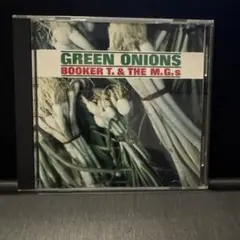 GREEN ONIONS
BOOKER T. & THE M.G.s